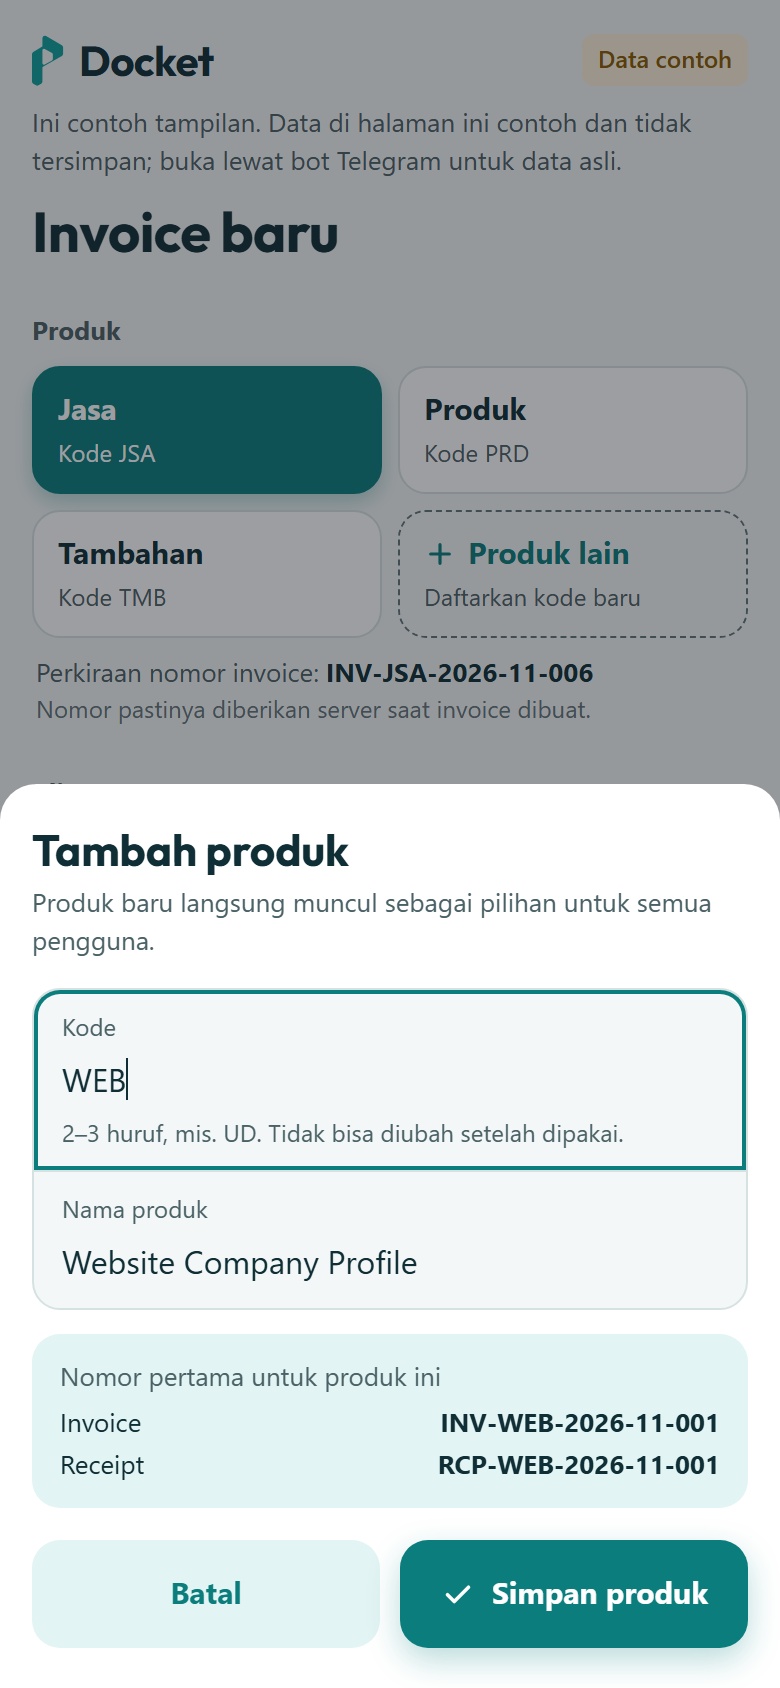 Docket
Data contoh
Ini contoh tampilan. Data di halaman ini contoh dan tidak
tersimpan; buka lewat bot Telegram untuk data asli.
Invoice baru
Produk
Jasa
Kode JSA
Produk
Kode PRD
Tambahan
Kode TMB
+ Produk lain
Daftarkan kode baru
Perkiraan nomor invoice: INV-JSA-2026-11-006
Nomor pastinya diberikan server saat invoice dibuat.
Tambah produk
Produk baru langsung muncul sebagai pilihan untuk semua
pengguna.
Kode
WEB
2–3 huruf, mis. UD. Tidak bisa diubah setelah dipakai.
Nama produk
Website Company Profile
Nomor pertama untuk produk ini
Invoice INV-WEB-2026-11-001
Receipt RCP-WEB-2026-11-001
Batal
Simpan produk